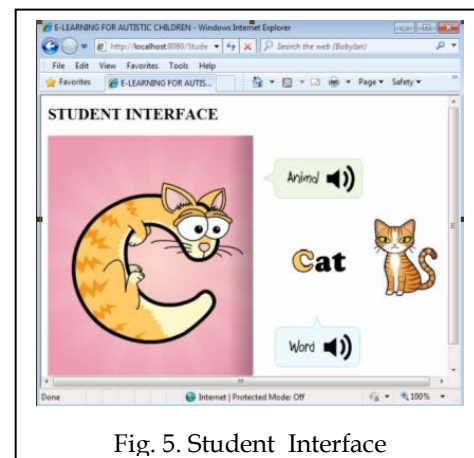 E-LEARNING FOR AUTISTIC CHILDREN - Windows Internet Explorer
http://localhost:8080/Stude
Search the web (Babylon)
File Edit View Favorites Tools Help
Favorites E-LEARNING FOR AUTIS... Page Safety
STUDENT INTERFACE
Animal
Cat
Word
Done Internet | Protected Mode: Off 100%
Fig. 5. Student Interface